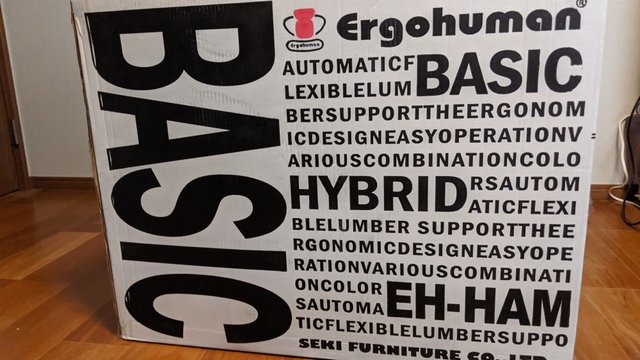 BASIC
Ergohuman
Ergohuman®
AUTOMATICF
LEXIBLELUM BASIC
BERSUPPORTTHEERGONOM
ICDESIGNEASYOPERATIONV
ARIOUSCOMBINATIONCOLO
HYBRID RSAUTOM
ATICFLEXI
BLELUMBER SUPPORTTHEE
RGONOMICDESIGNEASYOPE
RATIONVARIOUSCOMBINATI
ONCOLOR
SAUTOMA EH-HAM
TICFLEXIBLELUMBERSUPPO
SEKI FURNITURE CO.,LTD